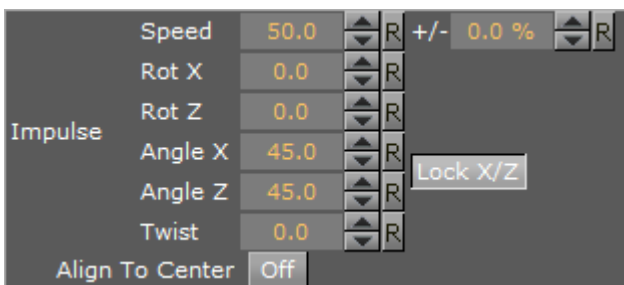 Speed 50.0 R +/- 0.0 % R
Rot X 0.0 R
Rot Z 0.0 R
Impulse
Angle X 45.0 R
Lock X/Z
Angle Z 45.0 R
Twist 0.0 R
Align To Center Off